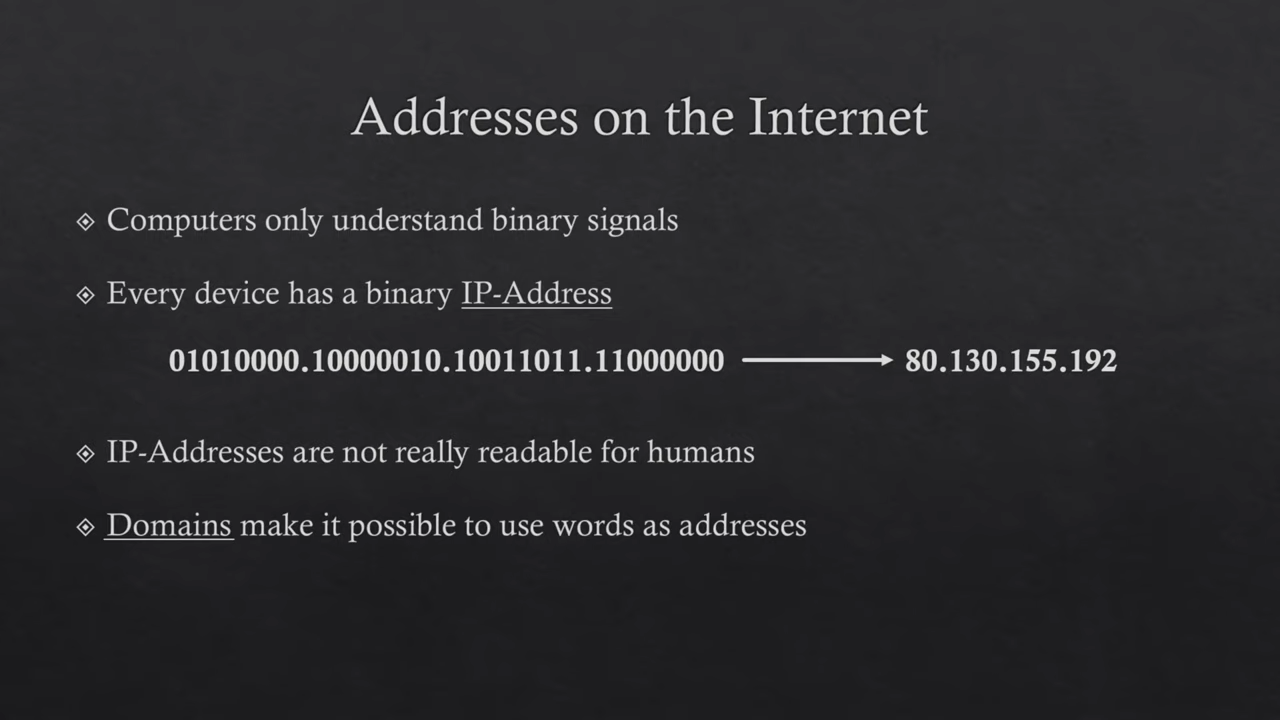 Addresses on the Internet
Computers only understand binary signals
Every device has a binary IP-Address
01010000.10000010.10011011.11000000 80.130.155.192
IP-Addresses are not really readable for humans
Domains make it possible to use words as addresses